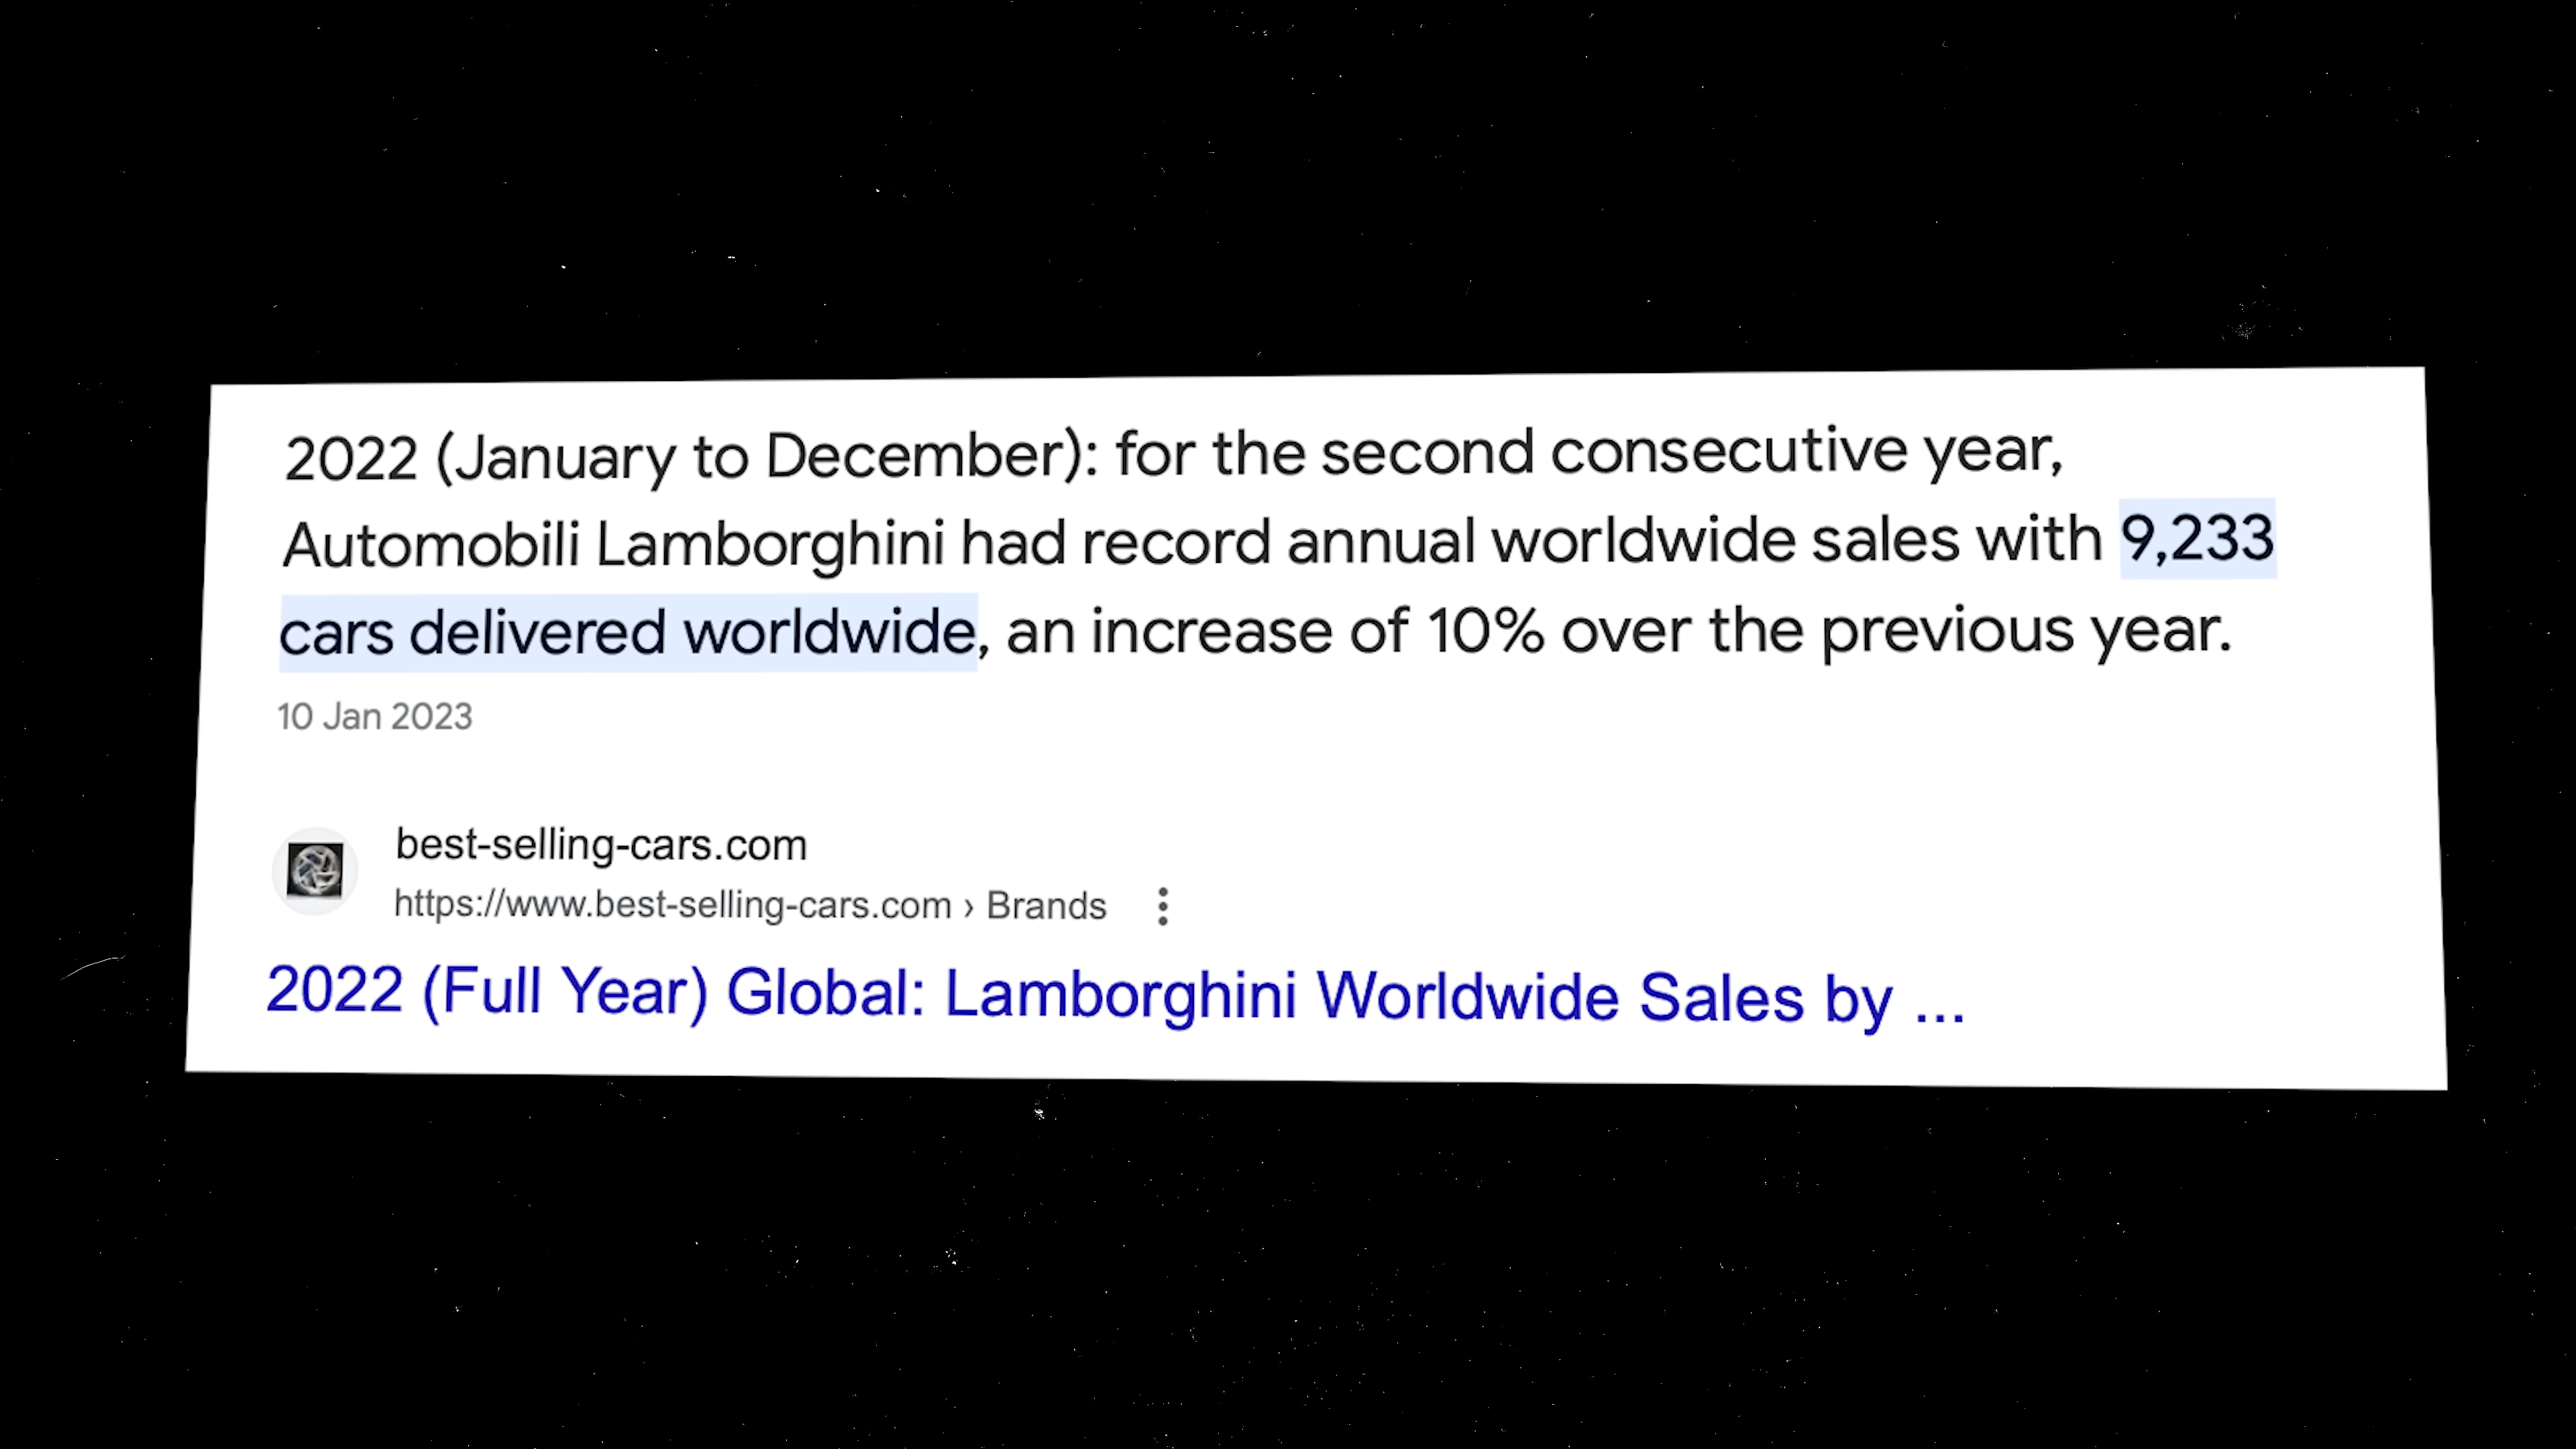 2022 (January to December): for the second consecutive year,
Automobili Lamborghini had record annual worldwide sales with 9,233
cars delivered worldwide, an increase of 10% over the previous year.
10 Jan 2023
best-selling-cars.com
https://www.best-selling-cars.com › Brands
2022 (Full Year) Global: Lamborghini Worldwide Sales by ...